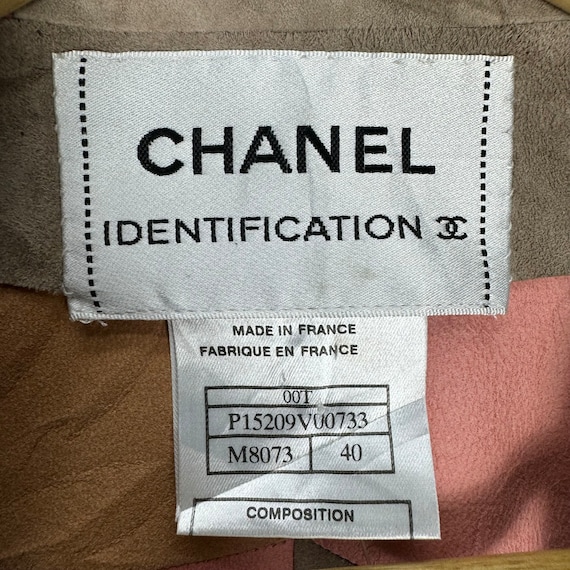 CHANEL
IDENTIFICATION
MADE IN FRANCE
FABRIQUE EN FRANCE
00T
P15209V00733
M8073 40
COMPOSITION